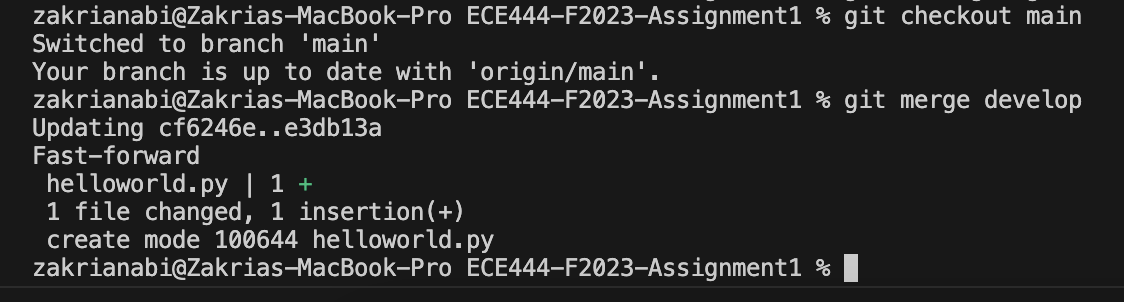 zakrianabi@Zakrias-MacBook-Pro ECE444-F2023-Assignment1 % git checkout main
Switched to branch 'main'
Your branch is up to date with 'origin/main'.
zakrianabi@Zakrias-MacBook-Pro ECE444-F2023-Assignment1 % git merge develop
Updating cf6246e..e3db13a
Fast-forward
 helloworld.py | 1 +
 1 file changed, 1 insertion(+)
 create mode 100644 helloworld.py
zakrianabi@Zakrias-MacBook-Pro ECE444-F2023-Assignment1 %